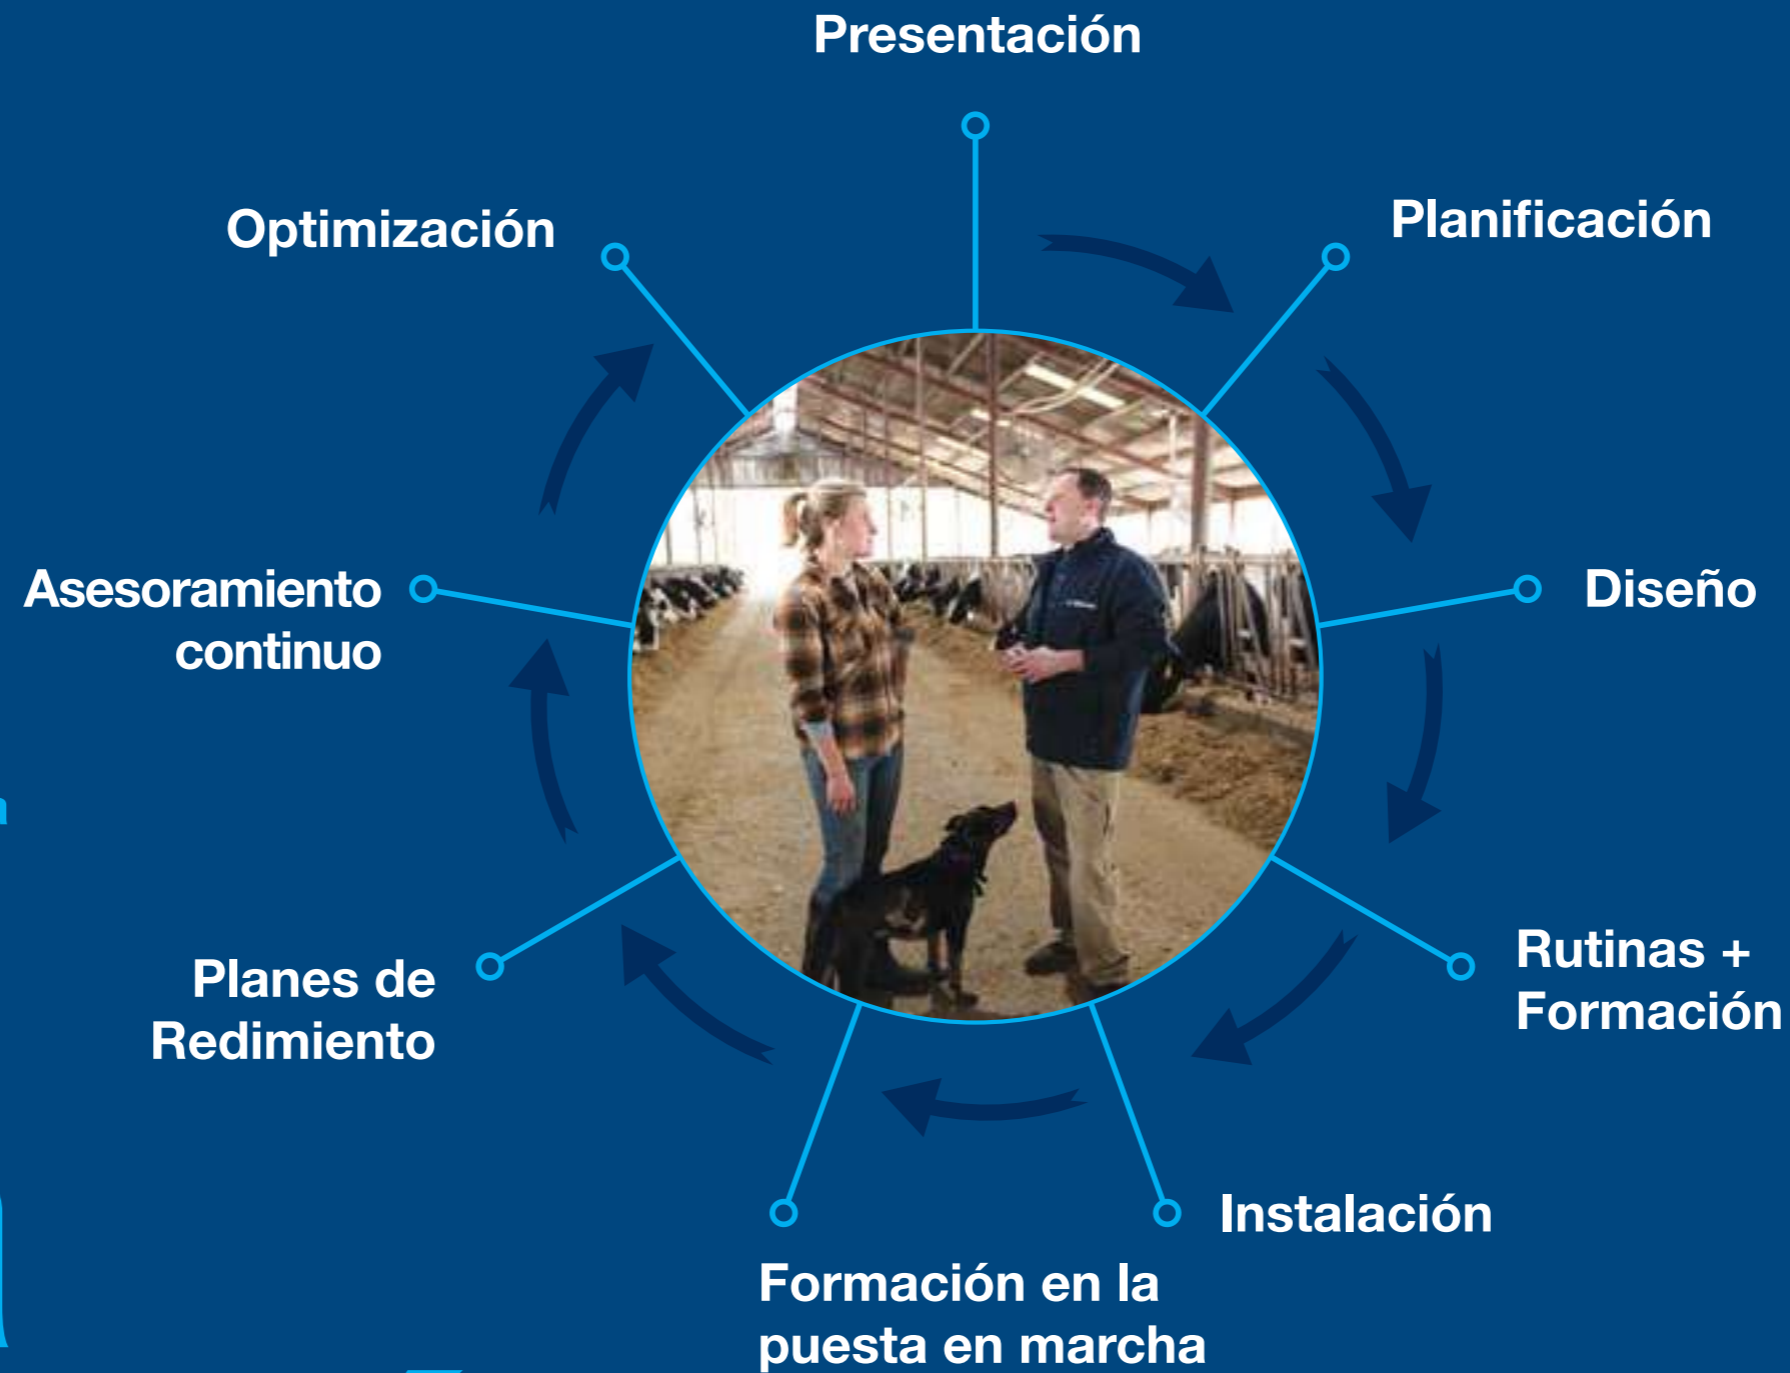 Presentación
Planificación
Diseño
Rutinas +
Formación
Instalación
Formación en la
puesta en marcha
Planes de
Redimiento
Asesoramiento
continuo
Optimización